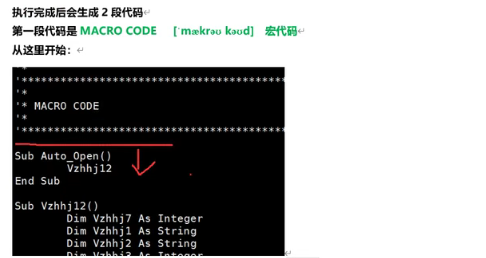 执行完成后会生成 2 段代码
第一段代码是 MACRO CODE [ˈmækrəʊ kəʊd] 宏代码
从这里开始：
'*
'*****************************************
'*
'* MACRO CODE
'*
'*****************************************
Sub Auto_Open()
Vzhhj12
End Sub
Sub Vzhhj12()
Dim Vzhhj7 As Integer
Dim Vzhhj1 As String
Dim Vzhhj2 As String
Dim Vzhhj3 As Integer